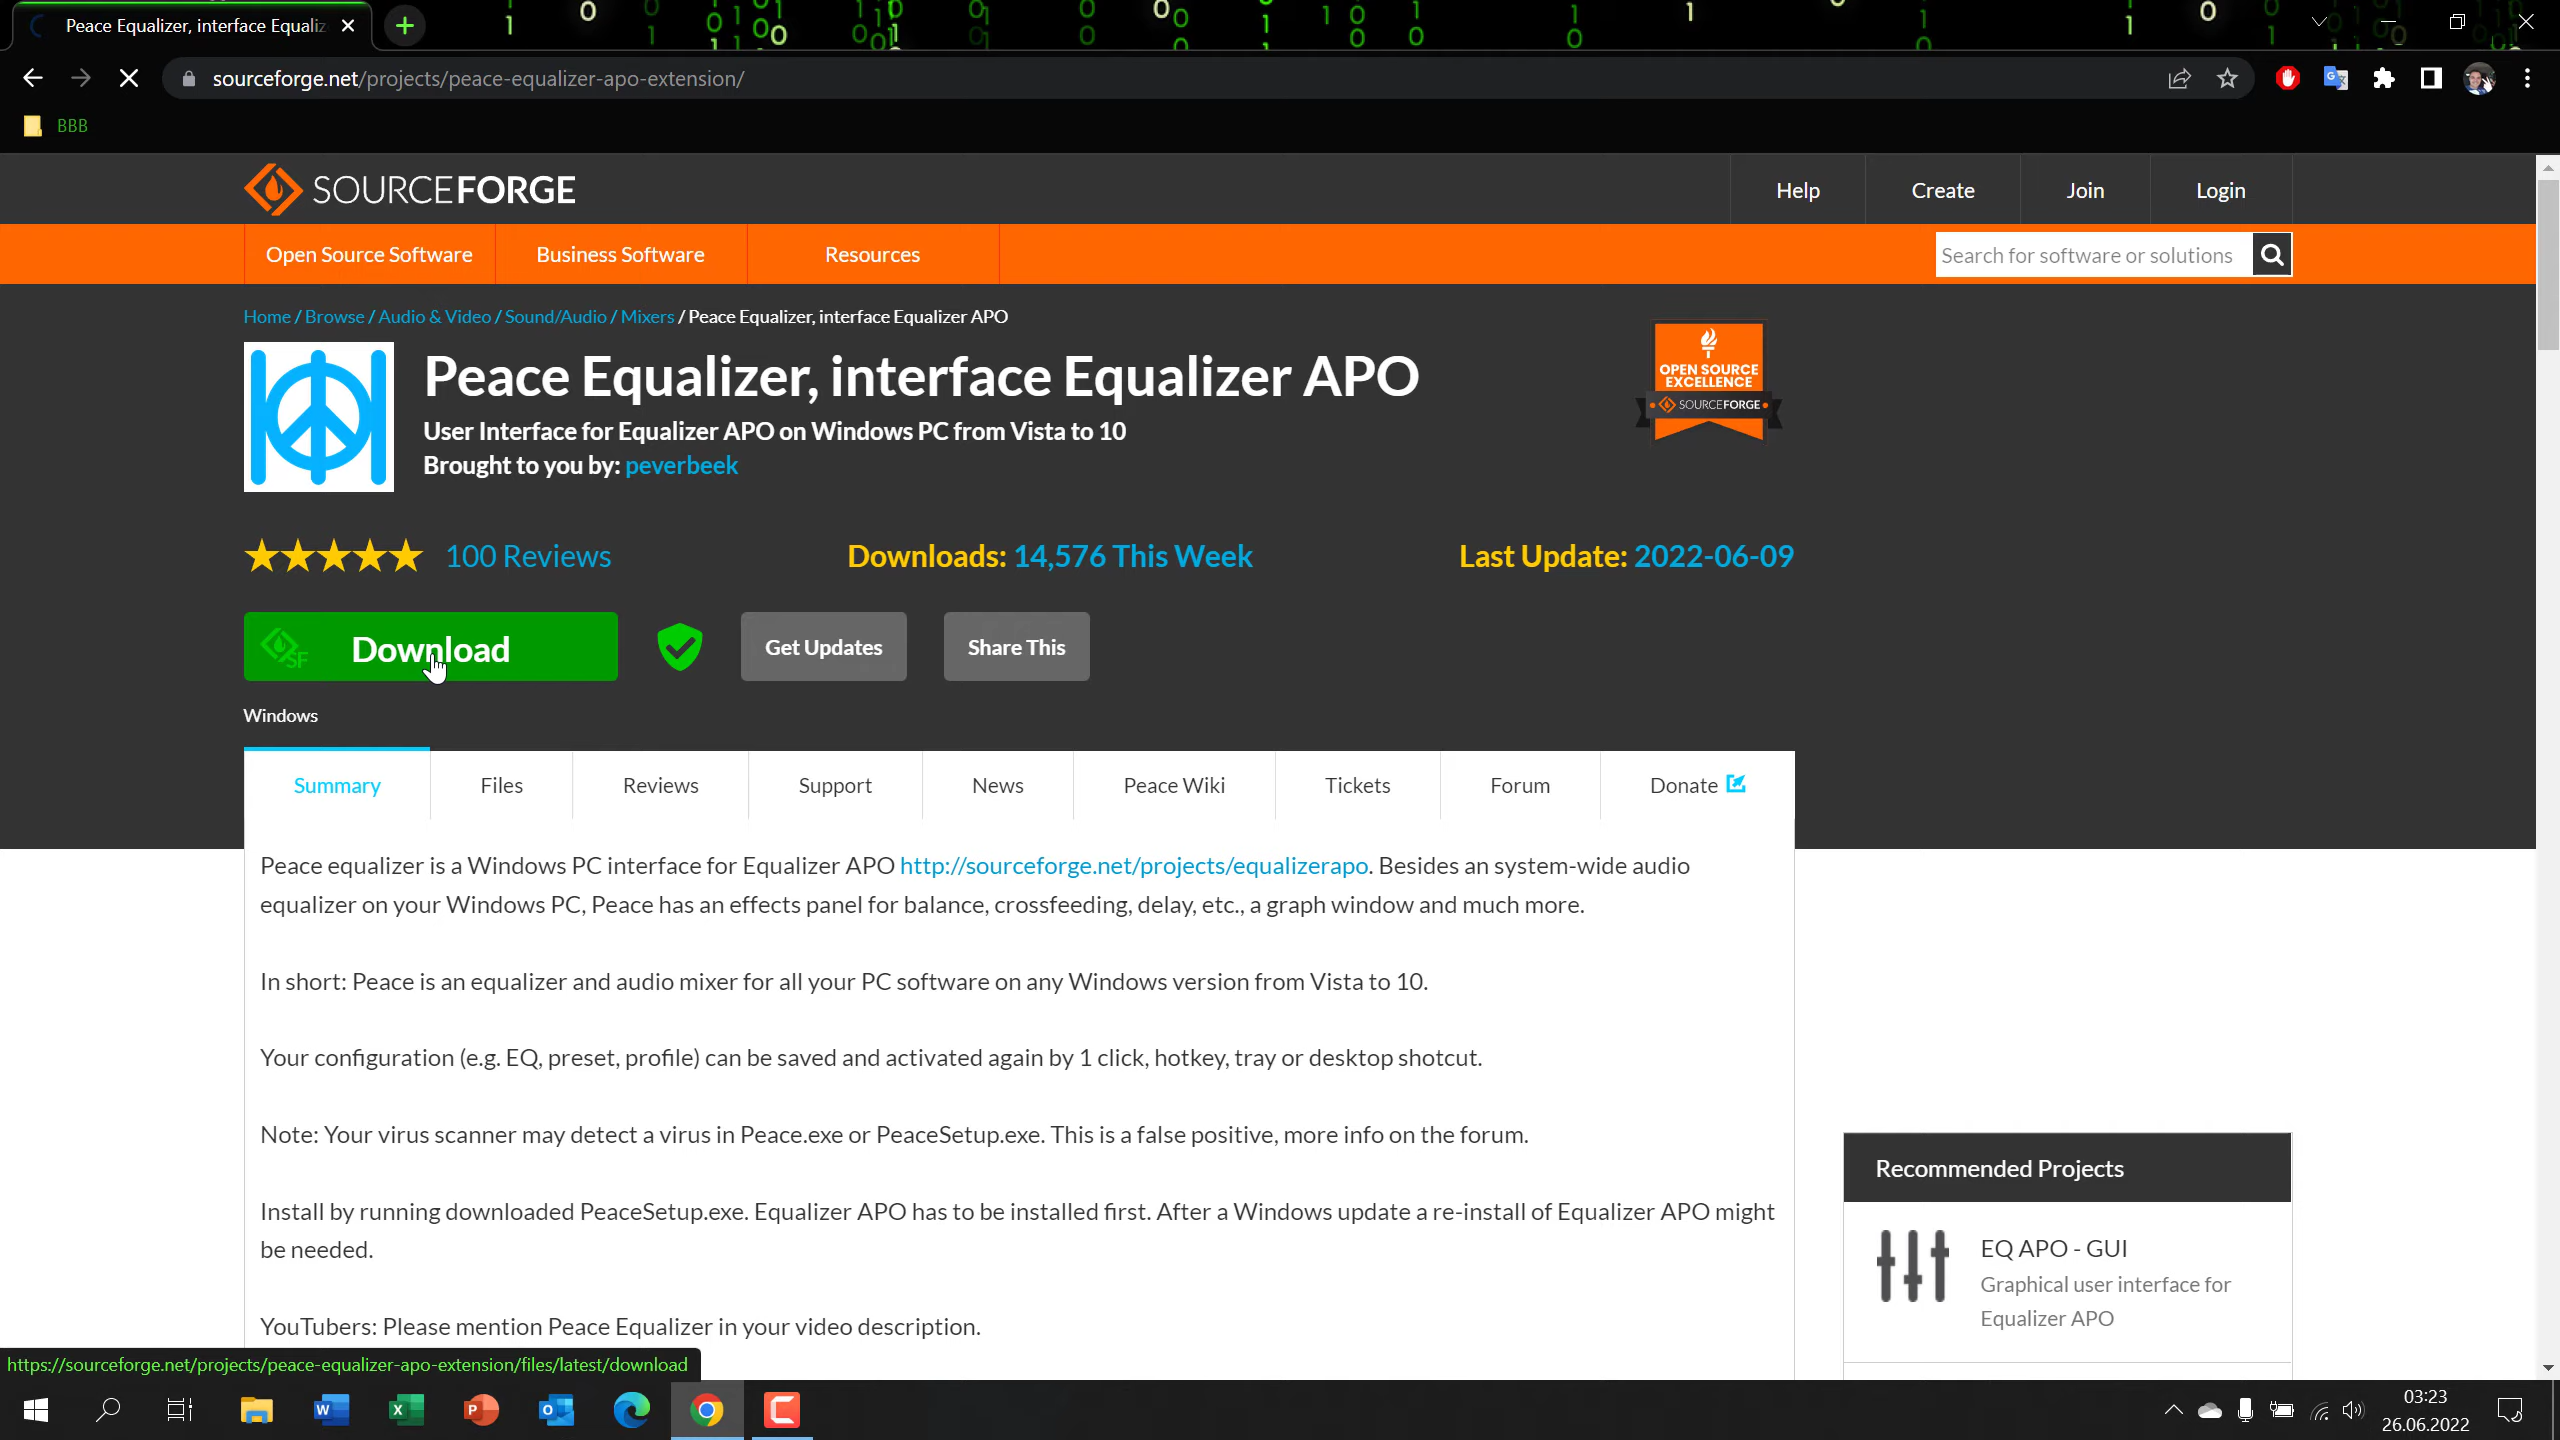 Peace Equalizer, interface Equaliz
sourceforge.net/projects/peace-equalizer-apo-extension/
BBB
SOURCEFORGE
Help Create Join Login
Open Source Software Business Software Resources
Search for software or solutions
Home / Browse / Audio & Video / Sound/Audio / Mixers / Peace Equalizer, interface Equalizer APO
Peace Equalizer, interface Equalizer APO
User Interface for Equalizer APO on Windows PC from Vista to 10
Brought to you by: peverbeek
OPEN SOURCE
EXCELLENCE
SOURCEFORGE
100 Reviews
Downloads: 14,576 This Week
Last Update: 2022-06-09
SF
Download
Get Updates
Share This
Windows
Summary Files Reviews Support News Peace Wiki Tickets Forum Donate
Peace equalizer is a Windows PC interface for Equalizer APO http://sourceforge.net/projects/equalizerapo. Besides an system-wide audio
equalizer on your Windows PC, Peace has an effects panel for balance, crossfeeding, delay, etc., a graph window and much more.
In short: Peace is an equalizer and audio mixer for all your PC software on any Windows version from Vista to 10.
Your configuration (e.g. EQ, preset, profile) can be saved and activated again by 1 click, hotkey, tray or desktop shotcut.
Note: Your virus scanner may detect a virus in Peace.exe or PeaceSetup.exe. This is a false positive, more info on the forum.
Install by running downloaded PeaceSetup.exe. Equalizer APO has to be installed first. After a Windows update a re-install of Equalizer APO might
be needed.
YouTubers: Please mention Peace Equalizer in your video description.
Recommended Projects
EQ APO - GUI
Graphical user interface for
Equalizer APO
https://sourceforge.net/projects/peace-equalizer-apo-extension/files/latest/download
03:23
26.06.2022